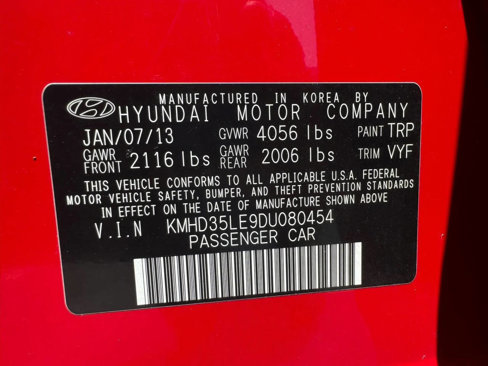 MANUFACTURED IN KOREA BY
HYUNDAI MOTOR COMPANY
JAN/07/13 GVWR 4056 lbs PAINT TRP
GAWR FRONT 2116 lbs GAWR REAR 2006 lbs TRIM VYF
THIS VEHICLE CONFORMS TO ALL APPLICABLE U.S.A. FEDERAL
MOTOR VEHICLE SAFETY, BUMPER, AND THEFT PREVENTION STANDARDS
IN EFFECT ON THE DATE OF MANUFACTURE SHOWN ABOVE
V.I.N KMHD35LE9DU080454
PASSENGER CAR